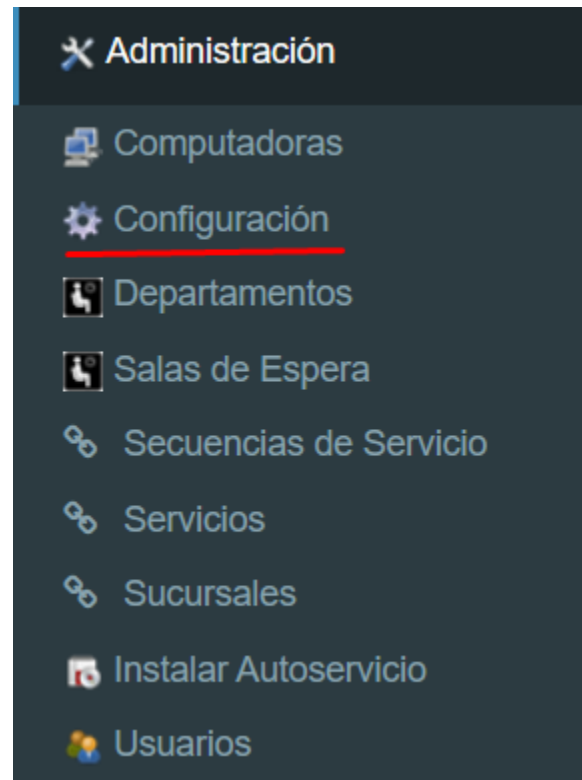 Administración
Computadoras
Configuración
Departamentos
Salas de Espera
Secuencias de Servicio
Servicios
Sucursales
Instalar Autoservicio
Usuarios